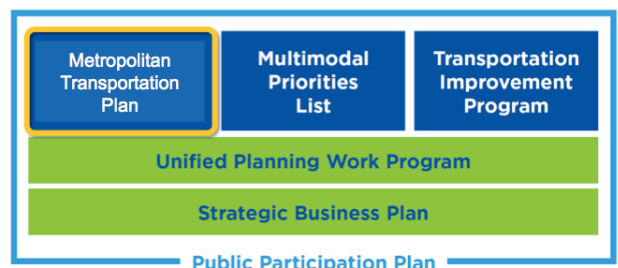 Metropolitan
Transportation
Plan
Multimodal
Priorities
List
Transportation
Improvement
Program
Unified Planning Work Program
Strategic Business Plan
Public Participation Plan